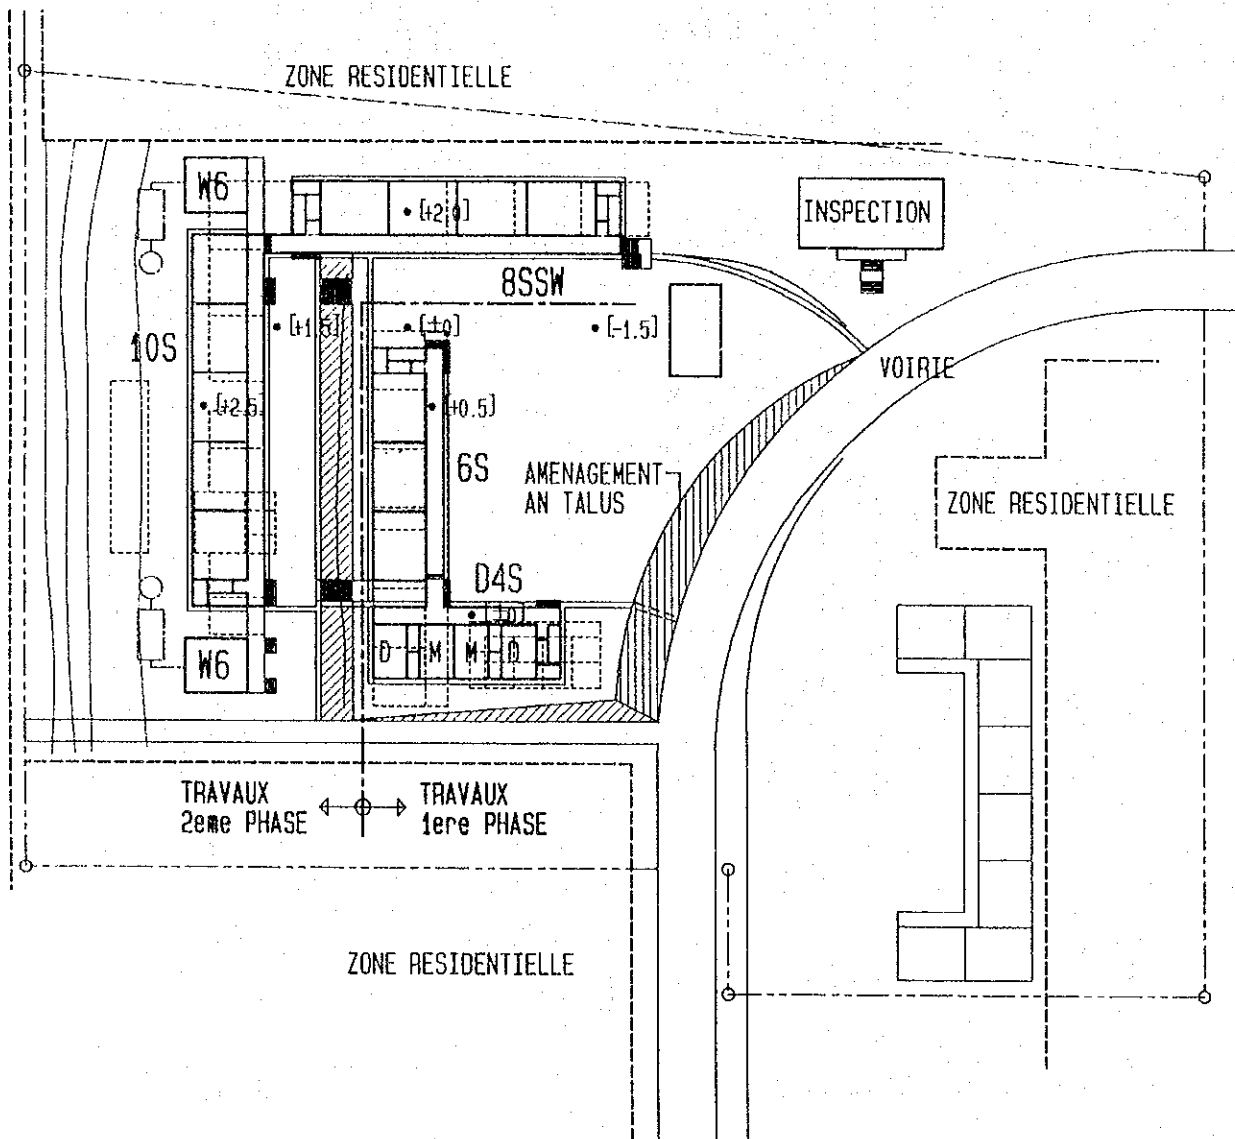 ZONE RESIDENTIELLE
W6
[+2.0]
INSPECTION
8SSW
10S
[+1.5]
[±0]
[-1.5]
VOIRIE
[+2.5]
[+0.5]
6S
AMENAGEMENT
AN TALUS
ZONE RESIDENTIELLE
D4S
[±0]
D M M D
W6
TRAVAUX
2eme PHASE
TRAVAUX
1ere PHASE
ZONE RESIDENTIELLE